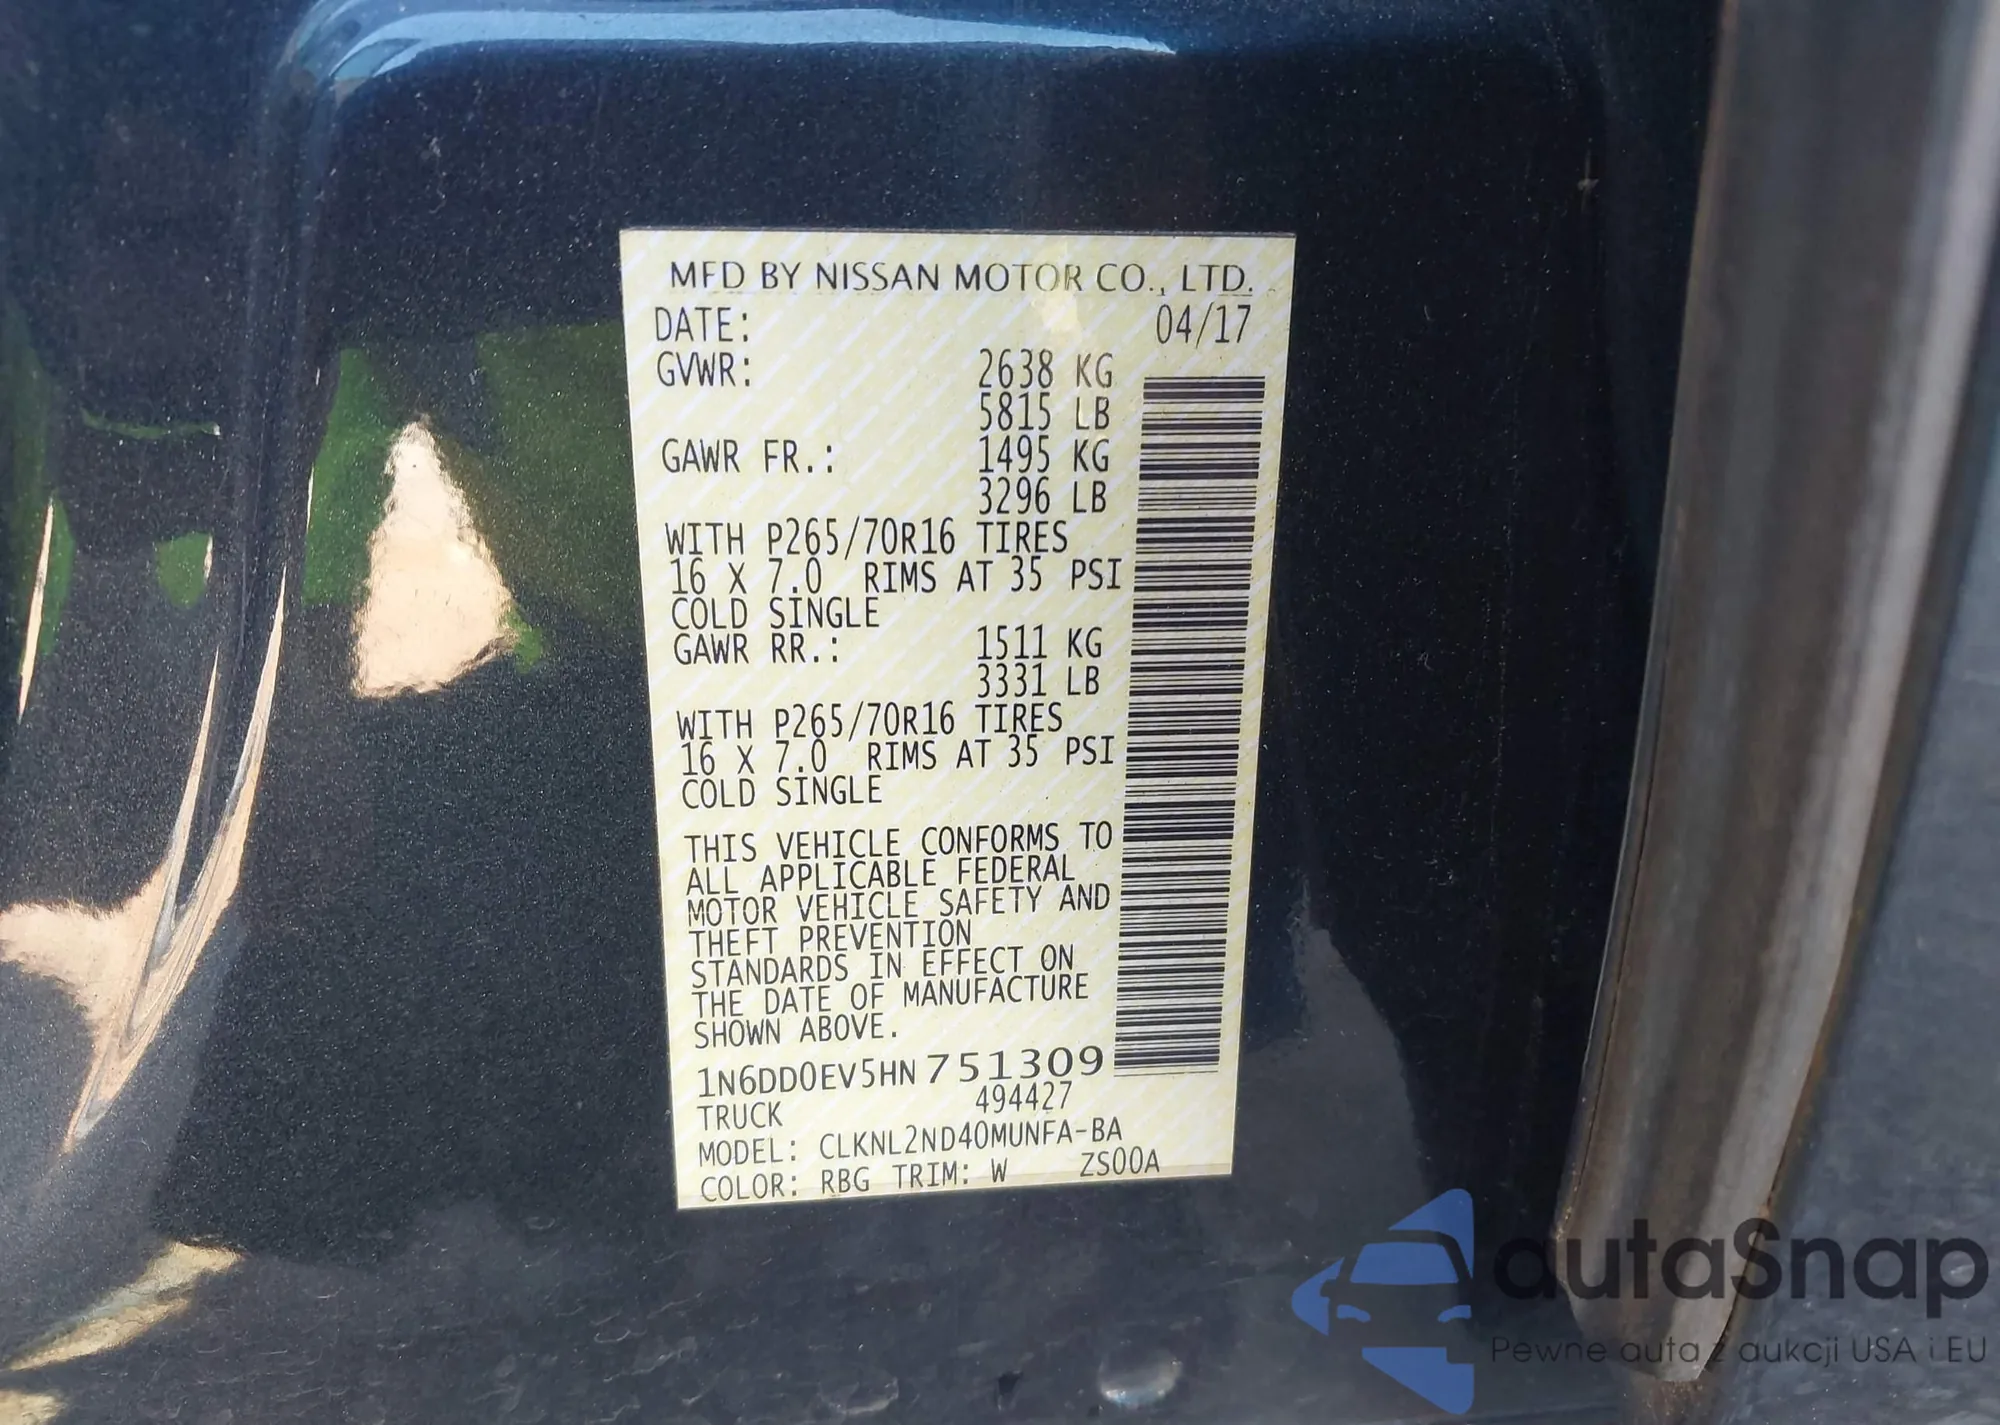 MFD BY NISSAN MOTOR CO., LTD.
DATE: 04/17
GVWR: 2638 KG
5815 LB
GAWR FR.: 1495 KG
3296 LB
WITH P265/70R16 TIRES
16 X 7.0 RIMS AT 35 PSI
COLD SINGLE
GAWR RR.: 1511 KG
3331 LB
WITH P265/70R16 TIRES
16 X 7.0 RIMS AT 35 PSI
COLD SINGLE
THIS VEHICLE CONFORMS TO
ALL APPLICABLE FEDERAL
MOTOR VEHICLE SAFETY AND
THEFT PREVENTION
STANDARDS IN EFFECT ON
THE DATE OF MANUFACTURE
SHOWN ABOVE.
1N6DD0EV5HN751309
TRUCK 494427
MODEL: CLKNL2ND40MUNFA-BA
COLOR: RBG TRIM: W ZS00A
autaSnap
Pewne auta z aukcji USA i EU